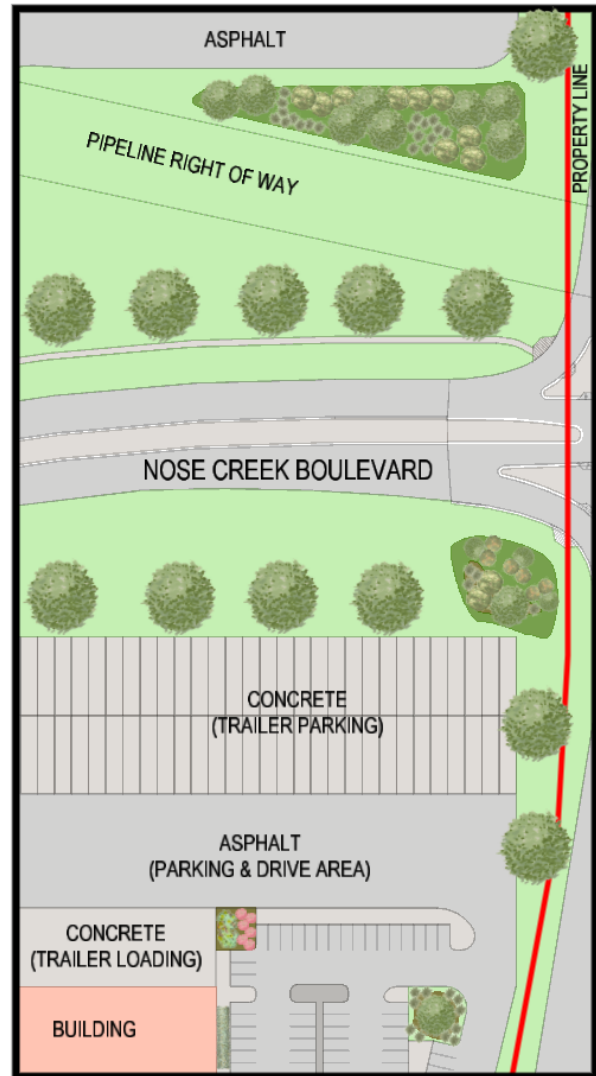 ASPHALT
PROPERTY LINE
PIPELINE RIGHT OF WAY
NOSE CREEK BOULEVARD
CONCRETE
(TRAILER PARKING)
ASPHALT
(PARKING & DRIVE AREA)
CONCRETE
(TRAILER LOADING)
BUILDING